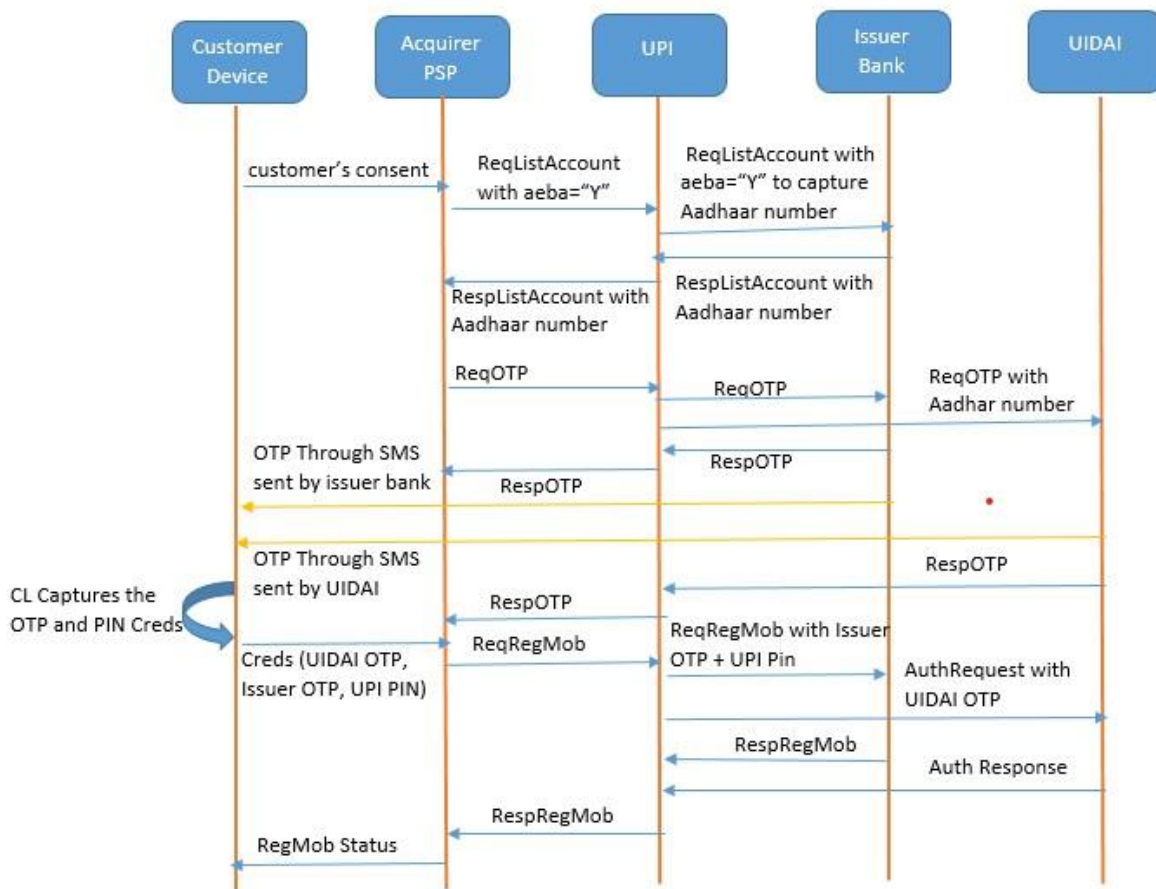 Customer
Device
Acquirer
PSP
UPI
Issuer
Bank
UIDAI
customer’s consent
ReqListAccount
with aeba=“Y”
ReqListAccount with
aeba=“Y” to capture
Aadhaar number
RespListAccount with
Aadhaar number
RespListAccount with
Aadhaar number
ReqOTP
ReqOTP
ReqOTP with
Aadhar number
OTP Through SMS
sent by issuer bank
RespOTP
RespOTP
OTP Through SMS
sent by UIDAI
RespOTP
CL Captures the
OTP and PIN Creds
RespOTP
Creds (UIDAI OTP,
Issuer OTP, UPI PIN)
ReqRegMob
ReqRegMob with Issuer
OTP + UPI Pin
AuthRequest with
UIDAI OTP
RespRegMob
Auth Response
RespRegMob
RegMob Status